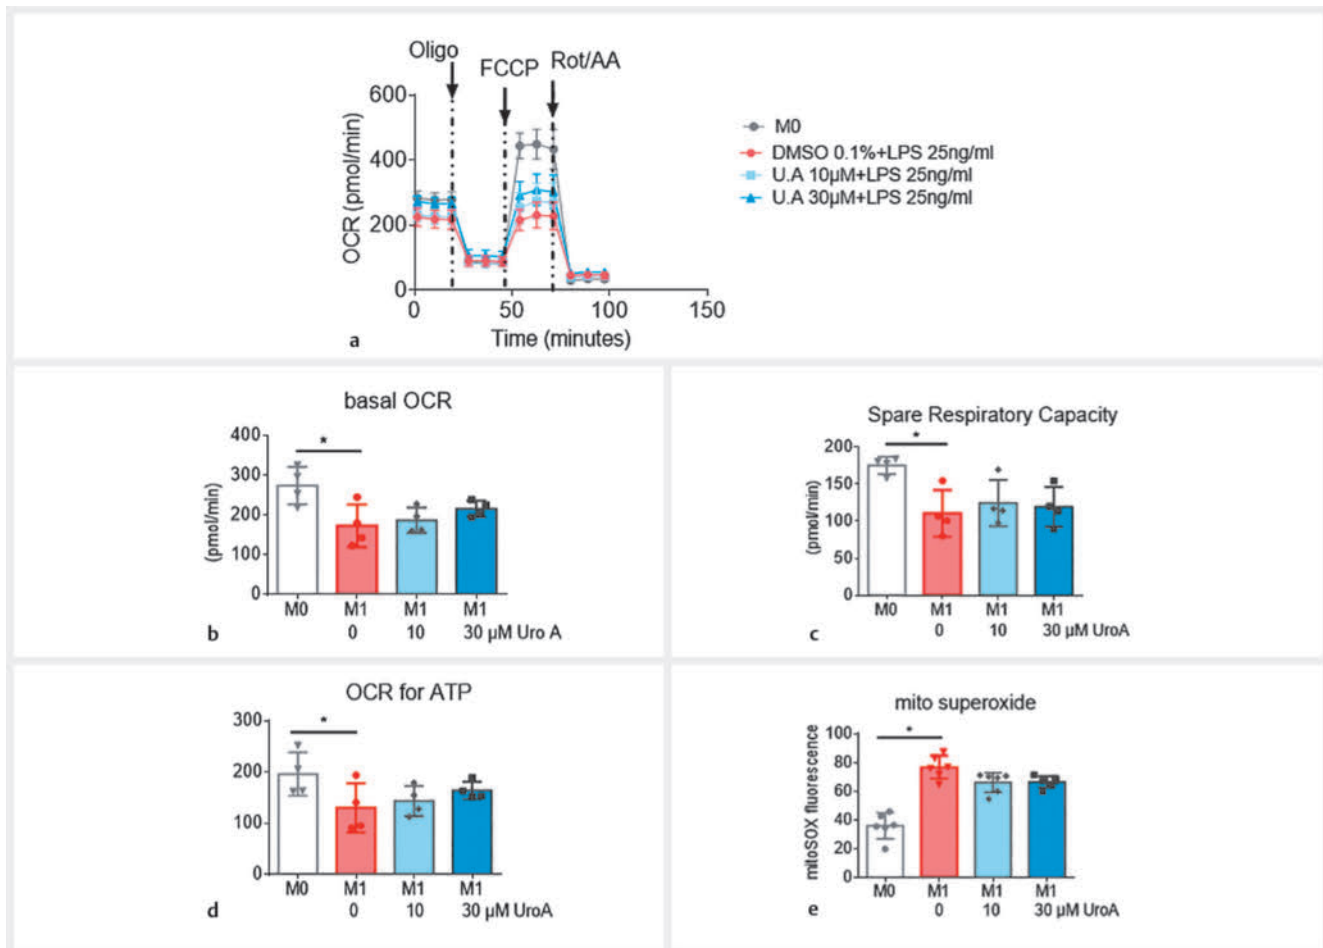 Oligo
FCCP
Rot/AA
600
400
200
0
OCR (pmol/min)
0 50 100 150
Time (minutes)
M0
DMSO 0.1%+LPS 25ng/ml
U.A 10µM+LPS 25ng/ml
U.A 30µM+LPS 25ng/ml
a
basal OCR
400
300
200
100
0
(pmol/min)
*
M0 M1 M1 M1
0 10 30 µM Uro A
b
Spare Respiratory Capacity
200
150
100
50
0
(pmol/min)
*
M0 M1 M1 M1
0 10 30 µM UroA
c
OCR for ATP
300
200
100
0
*
M0 M1 M1 M1
0 10 30 µM UroA
d
mito superoxide
100
80
60
40
20
0
mitoSOX fluorescence
*
M0 M1 M1 M1
0 10 30 µM UroA
e